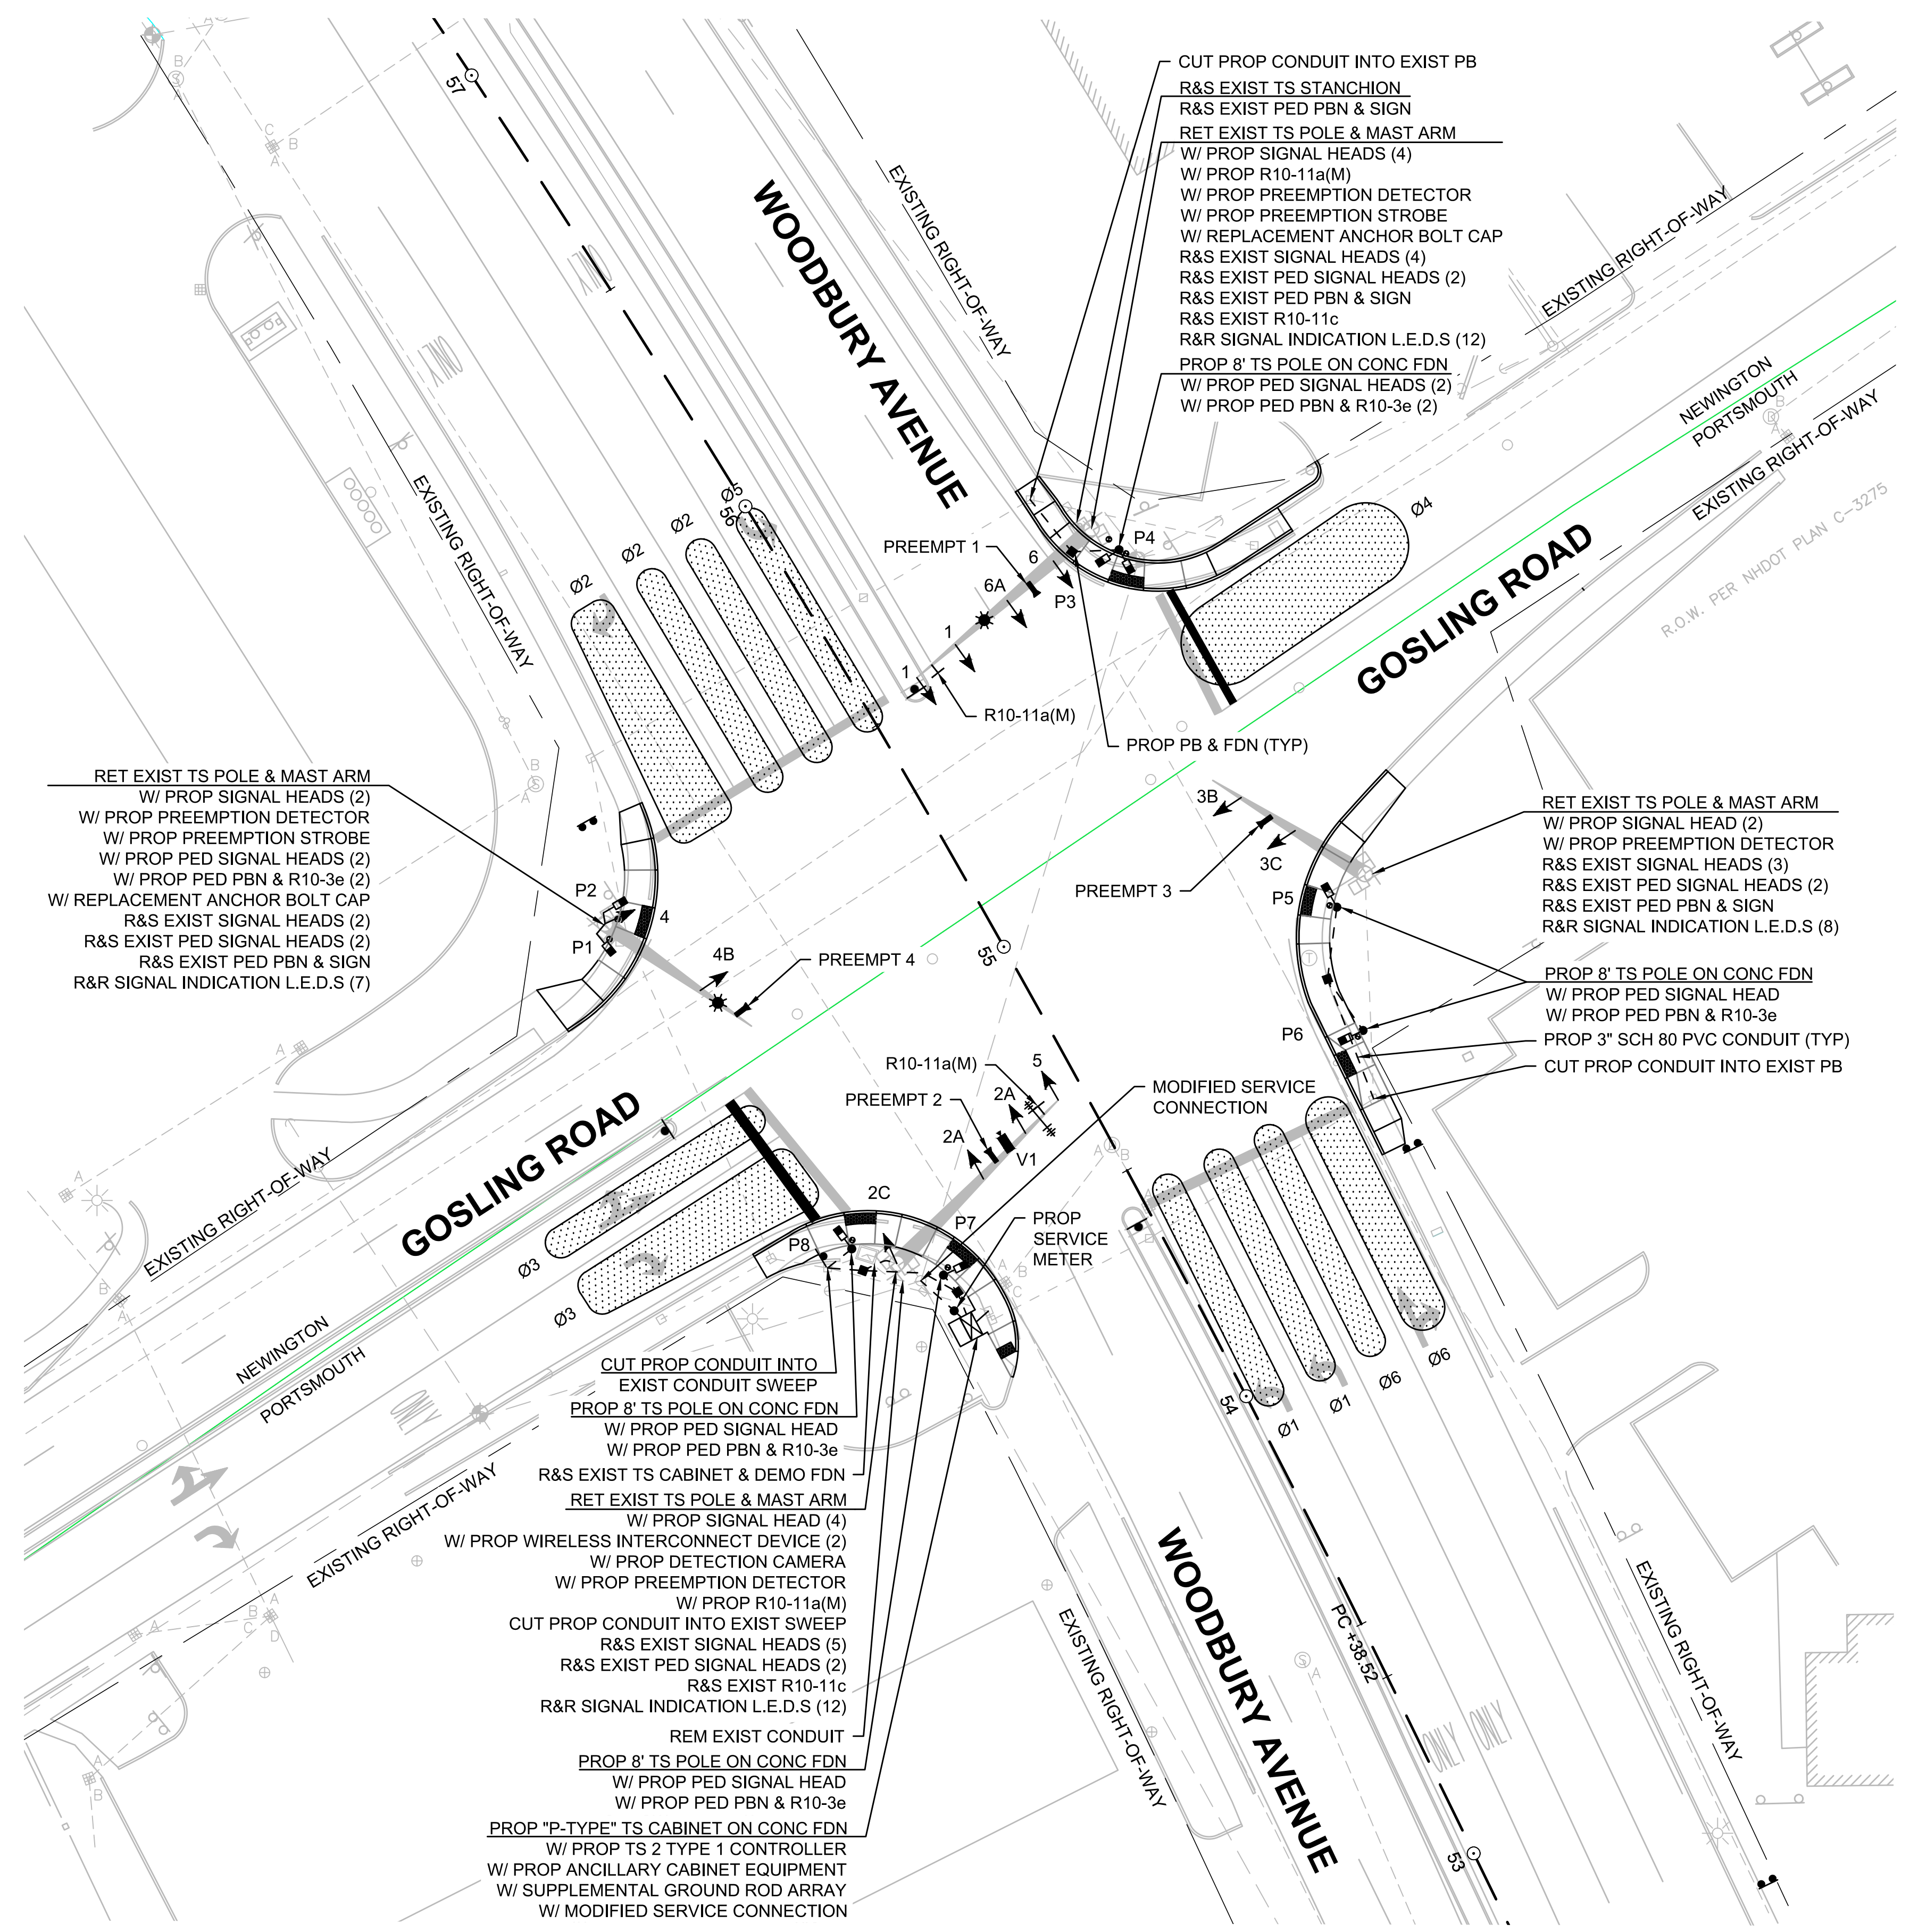 CUT PROP CONDUIT INTO EXIST PB
R&S EXIST TS STANCHION
R&S EXIST PED PBN & SIGN
RET EXIST TS POLE & MAST ARM
W/ PROP SIGNAL HEADS (4)
W/ PROP R10-11a(M)
W/ PROP PREEMPTION DETECTOR
W/ PROP PREEMPTION STROBE
W/ REPLACEMENT ANCHOR BOLT CAP
R&S EXIST SIGNAL HEADS (4)
R&S EXIST PED SIGNAL HEADS (2)
R&S EXIST PED PBN & SIGN
R&S EXIST R10-11c
R&R SIGNAL INDICATION L.E.D.S (12)
PROP 8' TS POLE ON CONC FDN
W/ PROP PED SIGNAL HEADS (2)
W/ PROP PED PBN & R10-3e (2)
57
ONLY
ONLY
WOODBURY AVENUE
EXISTING RIGHT-OF-WAY
EXISTING RIGHT-OF-WAY
EXISTING RIGHT-OF-WAY
NEWINGTON
PORTSMOUTH
EXISTING RIGHT-OF-WAY
R.O.W. PER NHDOT PLAN C-3275
GOSLING ROAD
Ø2
Ø2
Ø2
Ø5
56
Ø4
PREEMPT 1
6
6A
P3
P4
1
1
R10-11a(M)
PROP PB & FDN (TYP)
RET EXIST TS POLE & MAST ARM
W/ PROP SIGNAL HEADS (2)
W/ PROP PREEMPTION DETECTOR
W/ PROP PREEMPTION STROBE
W/ PROP PED SIGNAL HEADS (2)
W/ PROP PED PBN & R10-3e (2)
W/ REPLACEMENT ANCHOR BOLT CAP
R&S EXIST SIGNAL HEADS (2)
R&S EXIST PED SIGNAL HEADS (2)
R&S EXIST PED PBN & SIGN
R&R SIGNAL INDICATION L.E.D.S (7)
P2
4
P1
4B
PREEMPT 4
55
3B
3C
PREEMPT 3
P5
P6
RET EXIST TS POLE & MAST ARM
W/ PROP SIGNAL HEAD (2)
W/ PROP PREEMPTION DETECTOR
R&S EXIST SIGNAL HEADS (3)
R&S EXIST PED SIGNAL HEADS (2)
R&S EXIST PED PBN & SIGN
R&R SIGNAL INDICATION L.E.D.S (8)
PROP 8' TS POLE ON CONC FDN
W/ PROP PED SIGNAL HEAD
W/ PROP PED PBN & R10-3e
PROP 3" SCH 80 PVC CONDUIT (TYP)
CUT PROP CONDUIT INTO EXIST PB
R10-11a(M)
5
PREEMPT 2
2A
2A
V1
MODIFIED SERVICE
CONNECTION
GOSLING ROAD
EXISTING RIGHT-OF-WAY
2C
P7
P8
PROP
SERVICE
METER
Ø3
Ø3
NEWINGTON
PORTSMOUTH
ONLY
EXISTING RIGHT-OF-WAY
54
Ø1
Ø1
Ø6
Ø6
CUT PROP CONDUIT INTO
EXIST CONDUIT SWEEP
PROP 8' TS POLE ON CONC FDN
W/ PROP PED SIGNAL HEAD
W/ PROP PED PBN & R10-3e
R&S EXIST TS CABINET & DEMO FDN
RET EXIST TS POLE & MAST ARM
W/ PROP SIGNAL HEAD (4)
W/ PROP WIRELESS INTERCONNECT DEVICE (2)
W/ PROP DETECTION CAMERA
W/ PROP PREEMPTION DETECTOR
W/ PROP R10-11a(M)
CUT PROP CONDUIT INTO EXIST SWEEP
R&S EXIST SIGNAL HEADS (5)
R&S EXIST PED SIGNAL HEADS (2)
R&S EXIST R10-11c
R&R SIGNAL INDICATION L.E.D.S (12)
REM EXIST CONDUIT
PROP 8' TS POLE ON CONC FDN
W/ PROP PED SIGNAL HEAD
W/ PROP PED PBN & R10-3e
PROP "P-TYPE" TS CABINET ON CONC FDN
W/ PROP TS 2 TYPE 1 CONTROLLER
W/ PROP ANCILLARY CABINET EQUIPMENT
W/ SUPPLEMENTAL GROUND ROD ARRAY
W/ MODIFIED SERVICE CONNECTION
EXISTING RIGHT-OF-WAY
WOODBURY AVENUE
PC +38.52
ONLY
ONLY
EXISTING RIGHT-OF-WAY
53